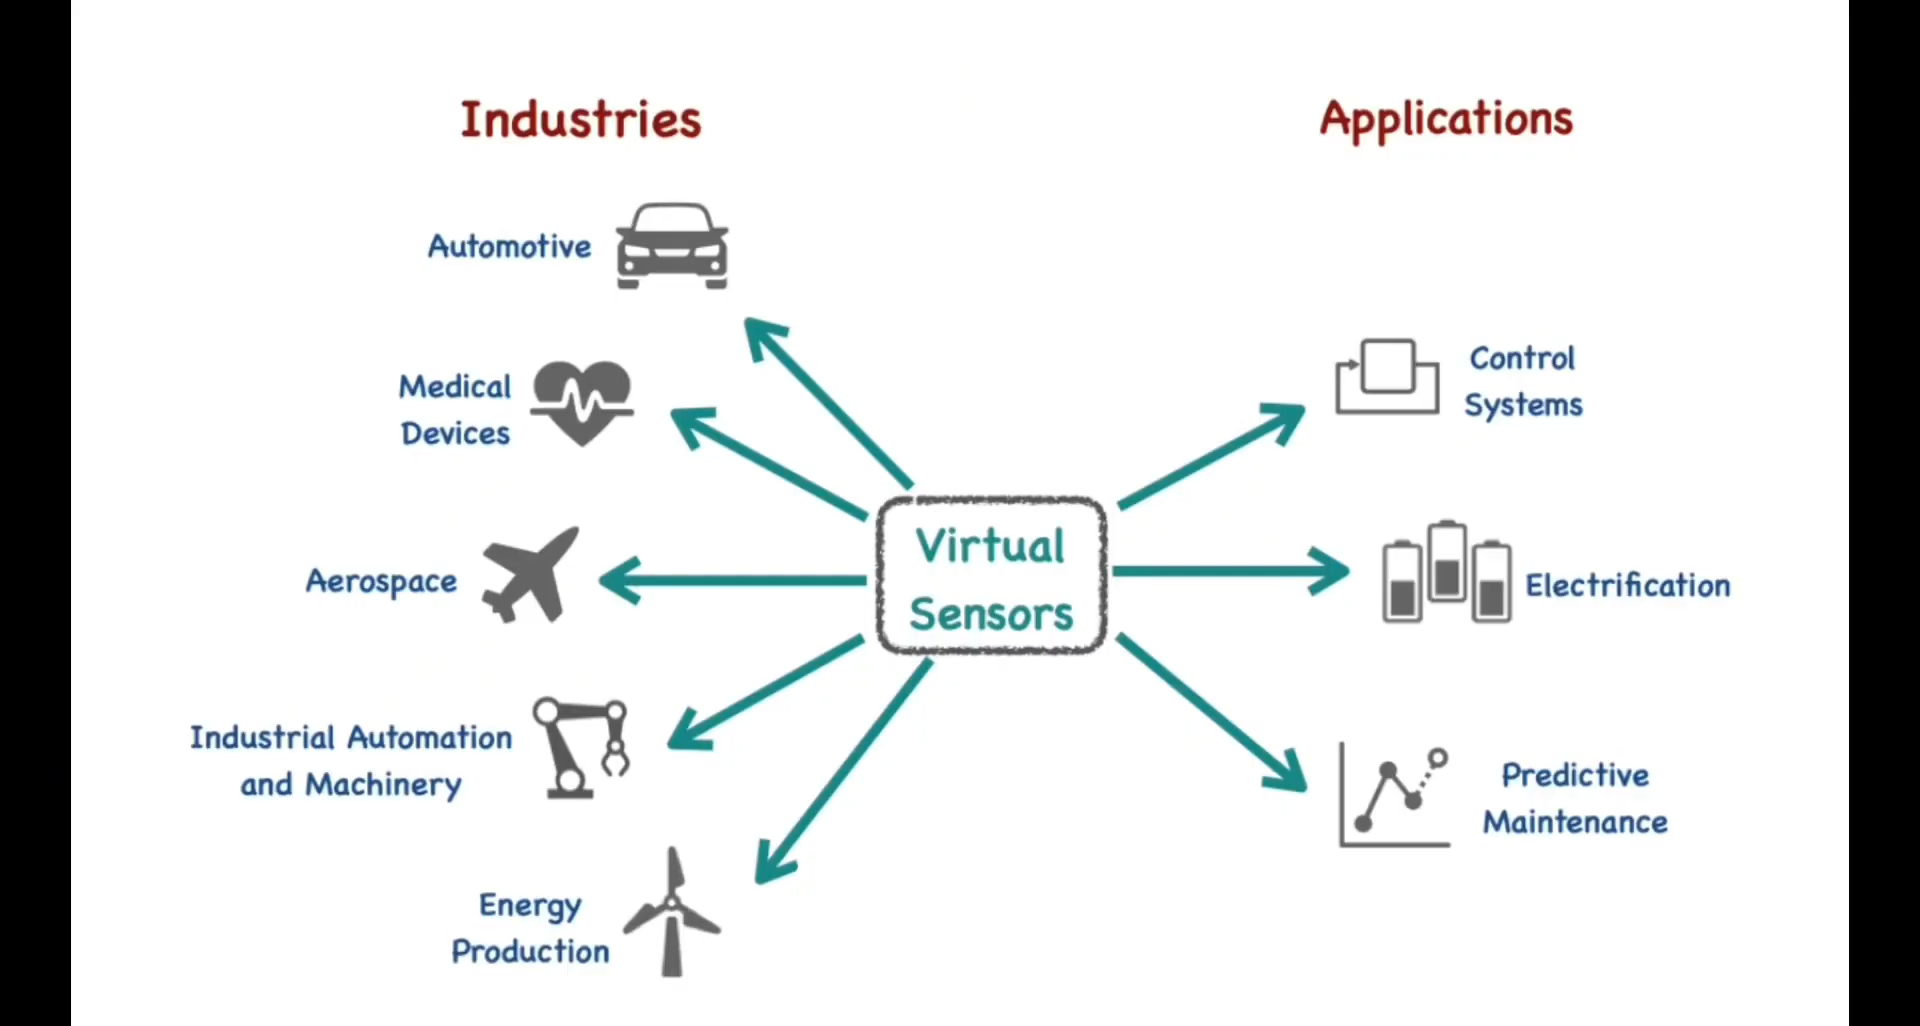 Industries
Automotive
Medical
Devices
Aerospace
Industrial Automation
and Machinery
Energy
Production
Virtual
Sensors
Applications
Control
Systems
Electrification
Predictive
Maintenance